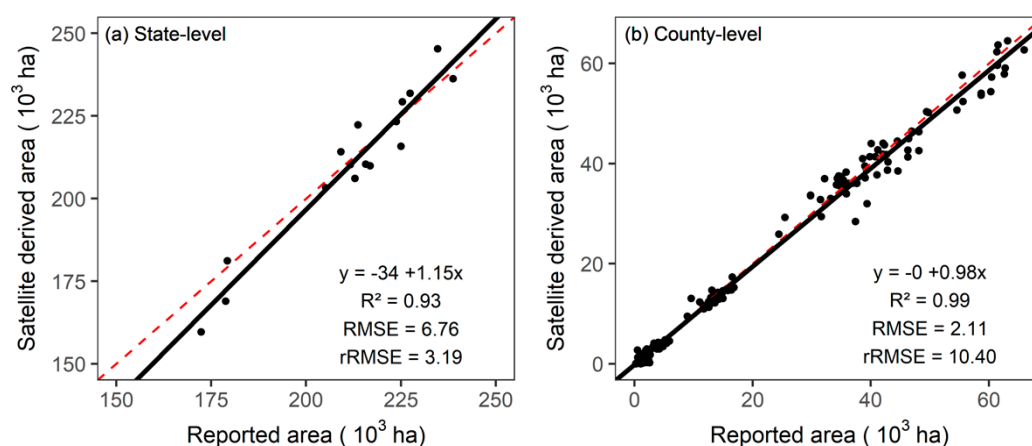 (a) State-level
250
225
200
175
150
Satellite derived area ( 10³ ha)
y = -34 +1.15x
R² = 0.93
RMSE = 6.76
rRMSE = 3.19
150 175 200 225 250
Reported area ( 10³ ha)
(b) County-level
60
40
20
0
Satellite derived area ( 10³ ha)
y = -0 +0.98x
R² = 0.99
RMSE = 2.11
rRMSE = 10.40
0 20 40 60
Reported area ( 10³ ha)